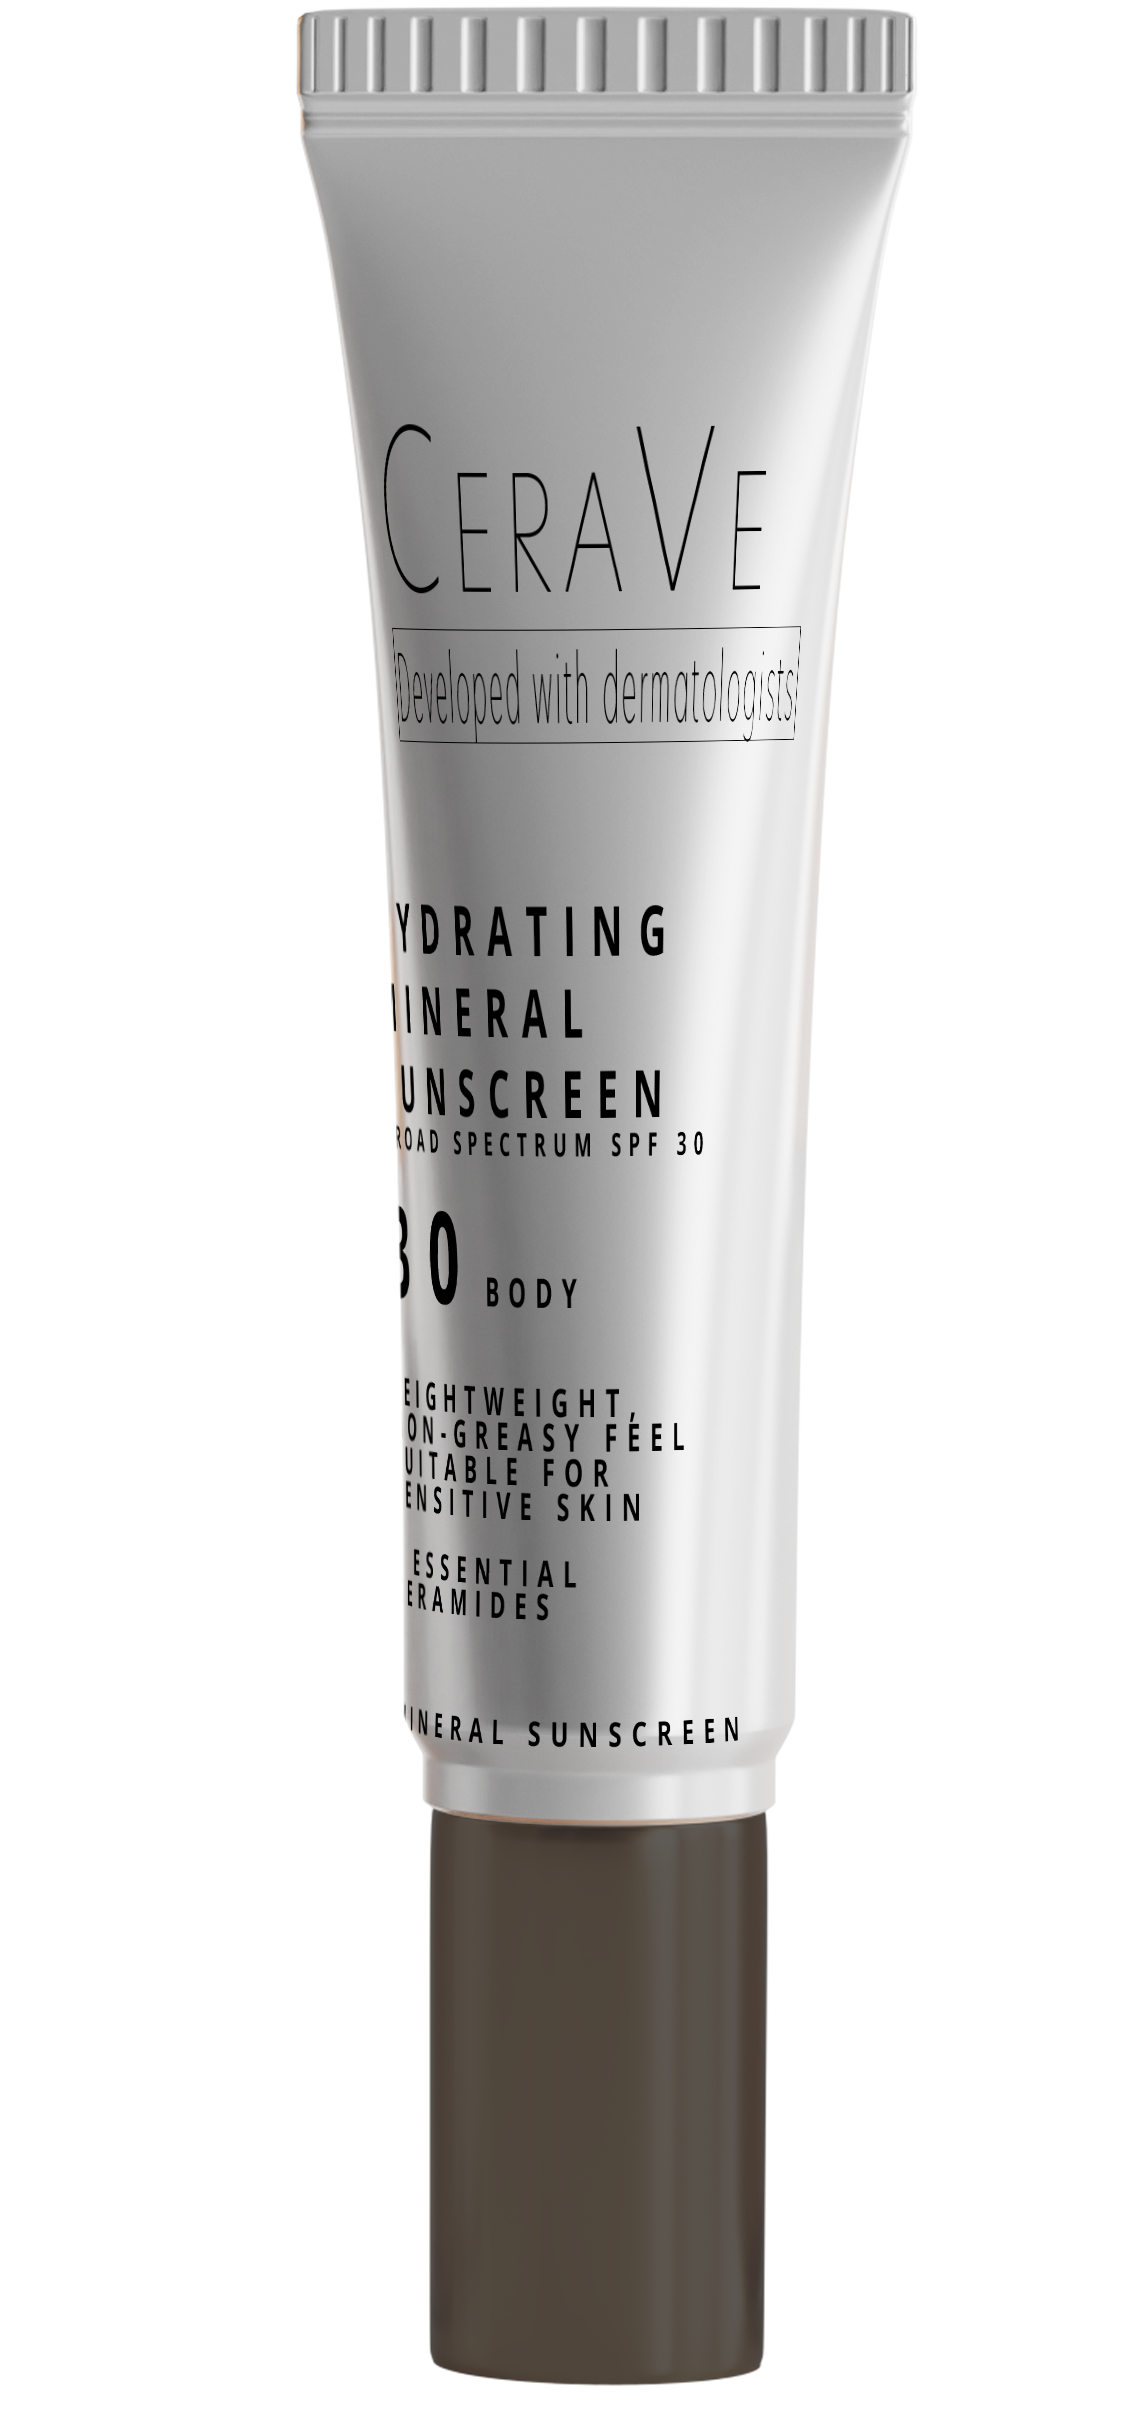 CERAVE
Developed with dermatologists
YDRATING
INERAL
UNSCREEN
ROAD SPECTRUM SPF 30
30 BODY
EIGHTWEIGHT,
ON-GREASY FEEL
UITABLE FOR
ENSITIVE SKIN
ESSENTIAL
ERAMIDES
INERAL SUNSCREEN